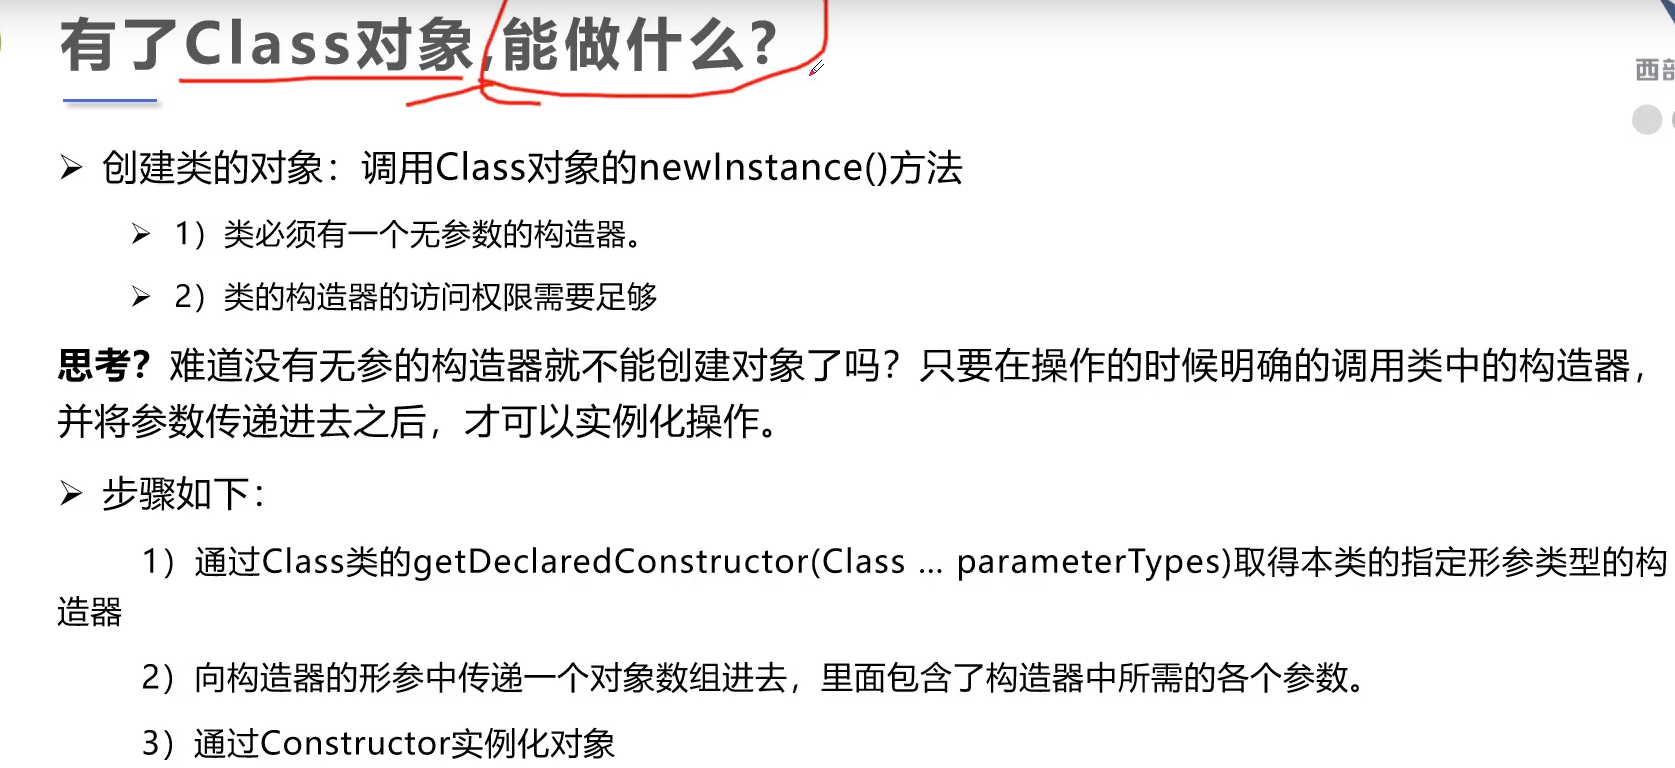 有了Class对象,能做什么?
西部
➢ 创建类的对象：调用Class对象的newInstance()方法
➢ 1）类必须有一个无参数的构造器。
➢ 2）类的构造器的访问权限需要足够
思考？难道没有无参的构造器就不能创建对象了吗？只要在操作的时候明确的调用类中的构造器，
并将参数传递进去之后，才可以实例化操作。
➢ 步骤如下：
1）通过Class类的getDeclaredConstructor(Class … parameterTypes)取得本类的指定形参类型的构
造器
2）向构造器的形参中传递一个对象数组进去，里面包含了构造器中所需的各个参数。
3）通过Constructor实例化对象